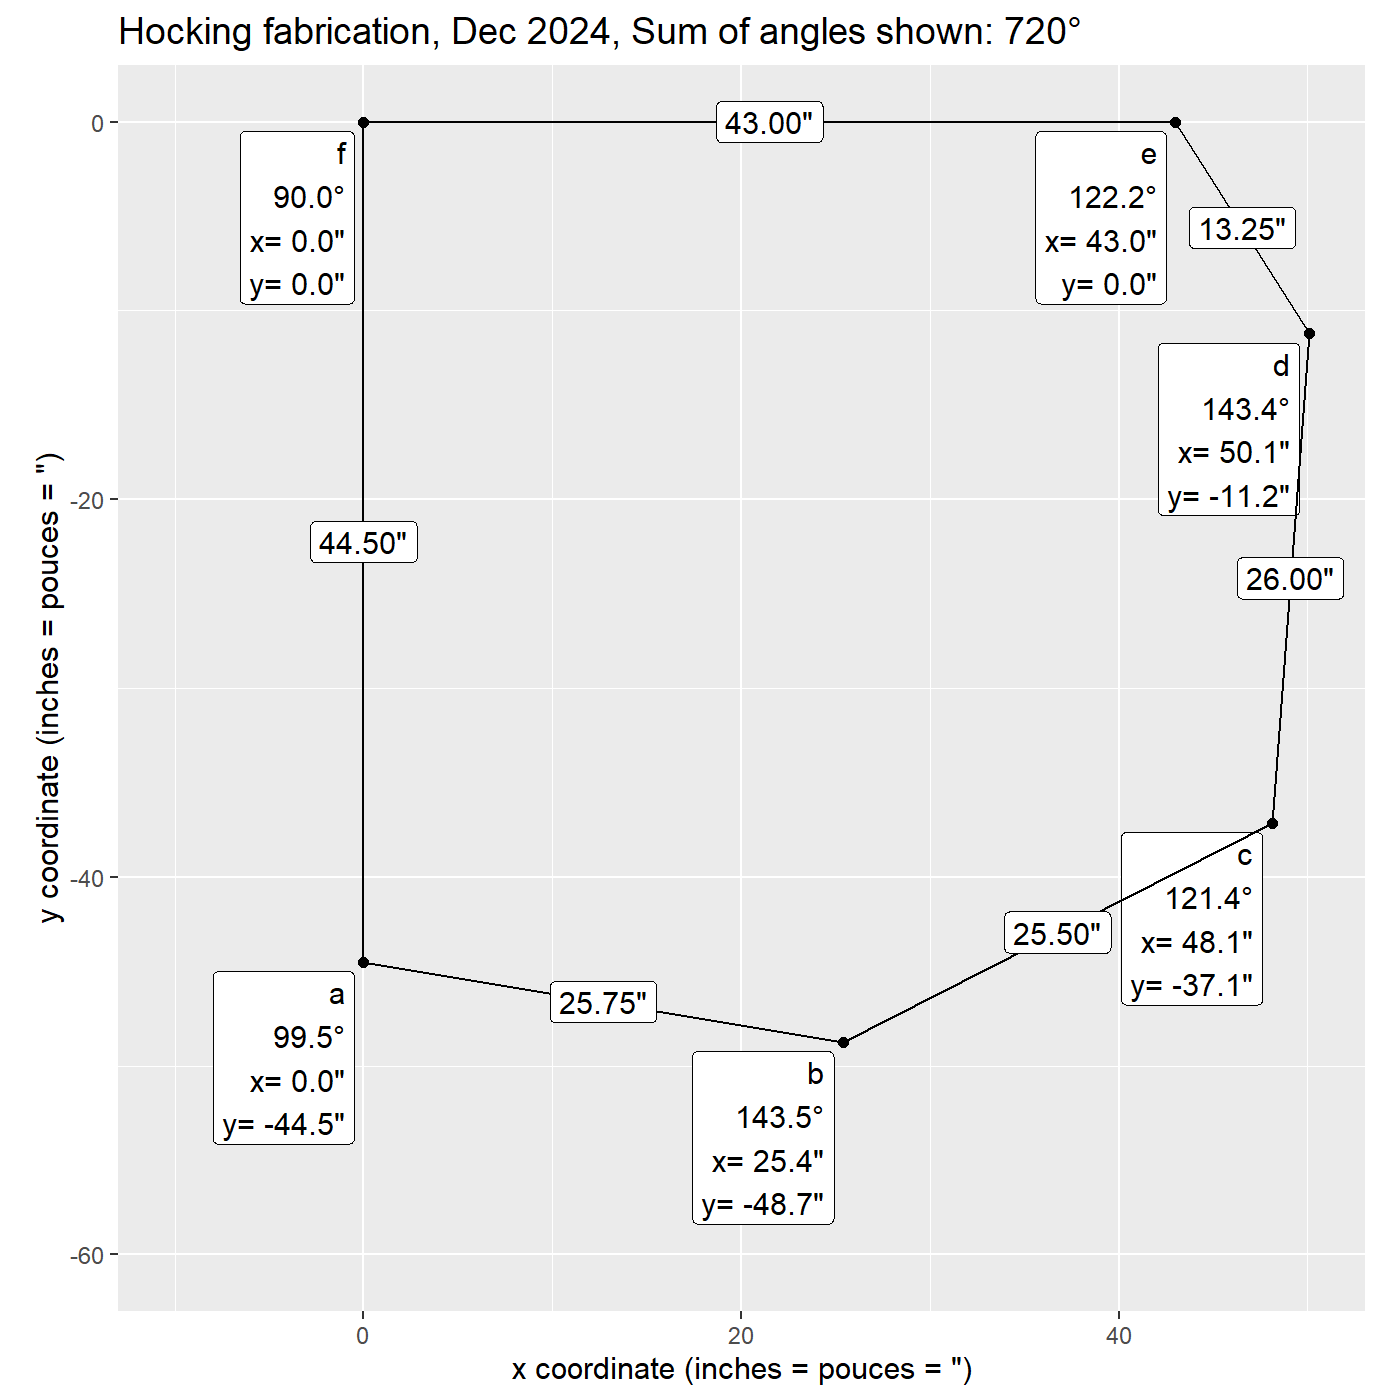 Hocking fabrication, Dec 2024, Sum of angles shown: 720°
0
-20
-40
-60
y coordinate (inches = pouces = ")
43.00"
f
90.0°
x= 0.0"
y= 0.0"
e
122.2°
x= 43.0"
y= 0.0"
13.25"
d
143.4°
x= 50.1"
y= -11.2"
44.50"
26.00"
c
121.4°
x= 48.1"
y= -37.1"
25.50"
25.75"
a
99.5°
x= 0.0"
y= -44.5"
b
143.5°
x= 25.4"
y= -48.7"
0
20
40
x coordinate (inches = pouces = ")